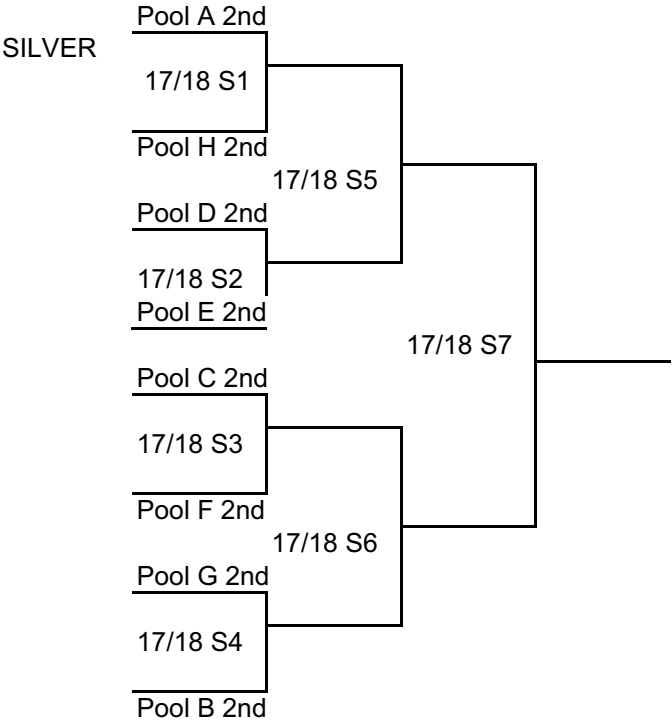 Pool A 2nd
SILVER
17/18 S1
Pool H 2nd
17/18 S5
Pool D 2nd
17/18 S2
Pool E 2nd
17/18 S7
Pool C 2nd
17/18 S3
Pool F 2nd
17/18 S6
Pool G 2nd
17/18 S4
Pool B 2nd